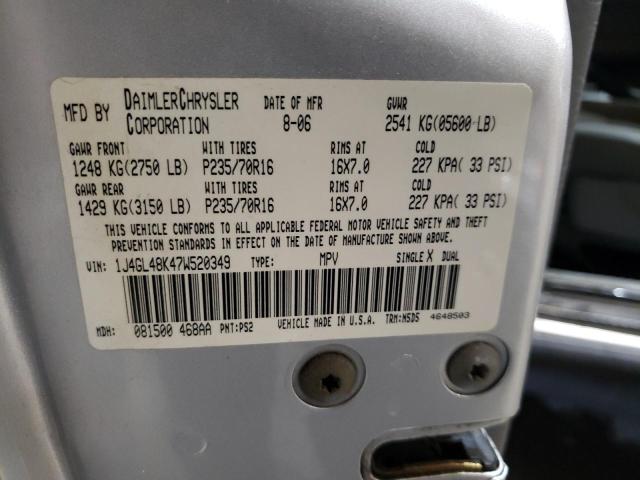 MFD BY DAIMLERCHRYSLER CORPORATION DATE OF MFR 8-06 GVWR 2541 KG(05600 LB)
GAWR FRONT WITH TIRES RIMS AT COLD
1248 KG(2750 LB) P235/70R16 16X7.0 227 KPA( 33 PSI)
GAWR REAR WITH TIRES RIMS AT COLD
1429 KG(3150 LB) P235/70R16 16X7.0 227 KPA( 33 PSI)
THIS VEHICLE CONFORMS TO ALL APPLICABLE FEDERAL MOTOR VEHICLE SAFETY AND THEFT
PREVENTION STANDARDS IN EFFECT ON THE DATE OF MANUFACTURE SHOWN ABOVE.
VIN: 1J4GL48K47W520349 TYPE: MPV SINGLE X DUAL
MDH: 081500 468AA PNT:PS2 VEHICLE MADE IN U.S.A. TRM:N5DS 4648503